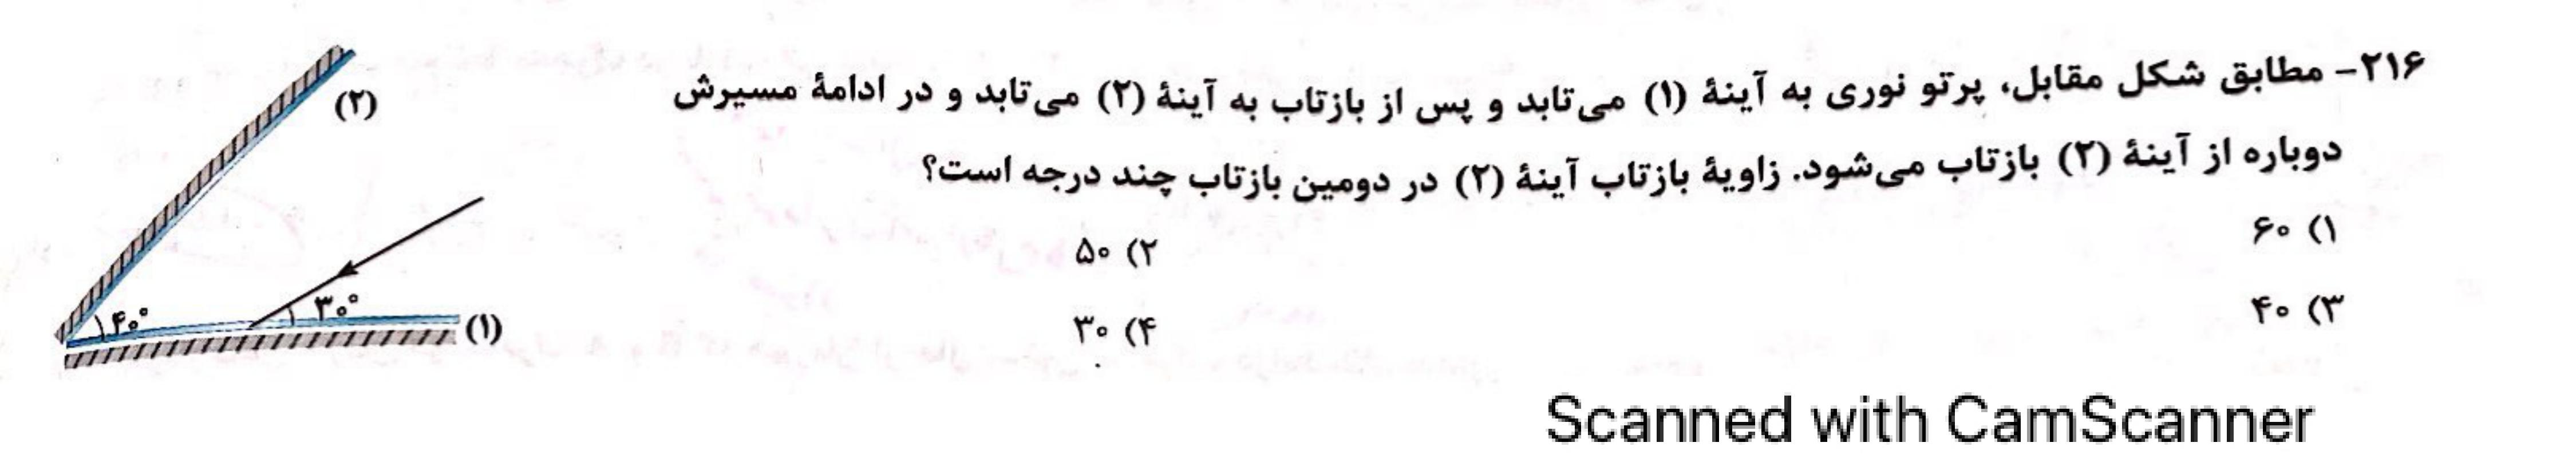 ۲۱۶- مطابق شکل مقابل، پرتو نوری به آینهٔ (۱) می‌تابد و پس از بازتاب به آینهٔ (۲) می‌تابد و در ادامهٔ مسیرش
دوباره از آینهٔ (۲) بازتاب می‌شود. زاویهٔ بازتاب آینهٔ (۲) در دومین بازتاب چند درجه است؟
۱) ۶۰
۲) ۵۰
۳) ۴۰
۴) ۳۰
(۲)
۴۰°
۳۰°
(۱)
Scanned with CamScanner